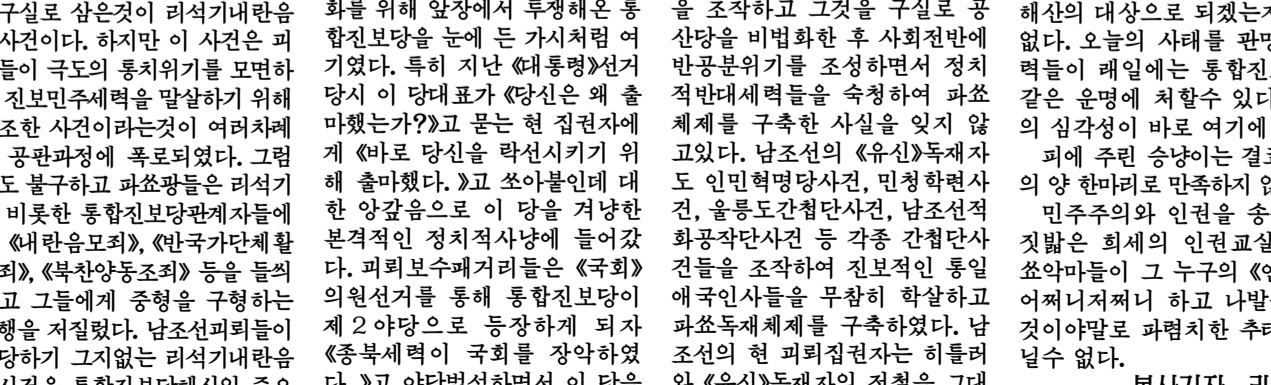 구실로 삼은것이 리석기내란음
사건이다. 하지만 이 사건은 피
들이 극도의 통치위기를 모면하
진보민주세력을 말살하기 위해
조한 사건이라는것이 여러차례
공판과정에 폭로되였다. 그럼
도 불구하고 파쑈광들은 리석기
비롯한 통합진보당관계자들에
《내란음모죄》, 《반국가단체활
죄》, 《북찬양동조죄》 등을 들씌
고 그들에게 중형을 구형하는
행을 저질렀다. 남조선피뢰들이
당하기 그지없는 리석기내란음
화를 위해 앞장에서 투쟁해온 통
합진보당을 눈에 든 가시처럼 여
기였다. 특히 지난 《대통령》선거
당시 이 당대표가 《당신은 왜 출
마했는가?》고 묻는 현 집권자에
게 《바로 당신을 락선시키기 위
해 출마했다.》고 쏘아붙인데 대
한 앙갚음으로 이 당을 겨냥한
본격적인 정치적사냥에 들어갔
다. 피뢰보수패거리들은 《국회》
의원선거를 통해 통합진보당이
제2야당으로 등장하게 되자
《종북세력이 국회를 장악하였
다.》고 야단법석하면서 이 당을
을 조작하고 그것을 구실로 공
산당을 비법화한 후 사회전반에
반공분위기를 조성하면서 정치
적반대세력들을 숙청하여 파쑈
체제를 구축한 사실을 잊지 않
고있다. 남조선의 《유신》독재자
도 인민혁명당사건, 민청학련사
건, 울릉도간첩단사건, 남조선적
화공작단사건 등 각종 간첩단사
건들을 조작하여 진보적인 통일
애국인사들을 무참히 학살하고
파쑈독재체제를 구축하였다. 남
조선의 현 피뢰집권자는 히틀러
와 《유신》독재자의 전철을 그대
해산의 대상으로 되겠는지
없다. 오늘의 사태를 관망
력들이 래일에는 통합진
같은 운명에 처할수 있다
의 심각성이 바로 여기에
피에 주린 승냥이는 결코
의 양 한마리로 만족하지 않
민주주의와 인권을 송
짓밟은 희세의 인권교살
쑈악마들이 그 누구의 《인
어쩌니저쩌니 하고 나발
것이야말로 파렴치한 추태
닐수 없다.
본사기자